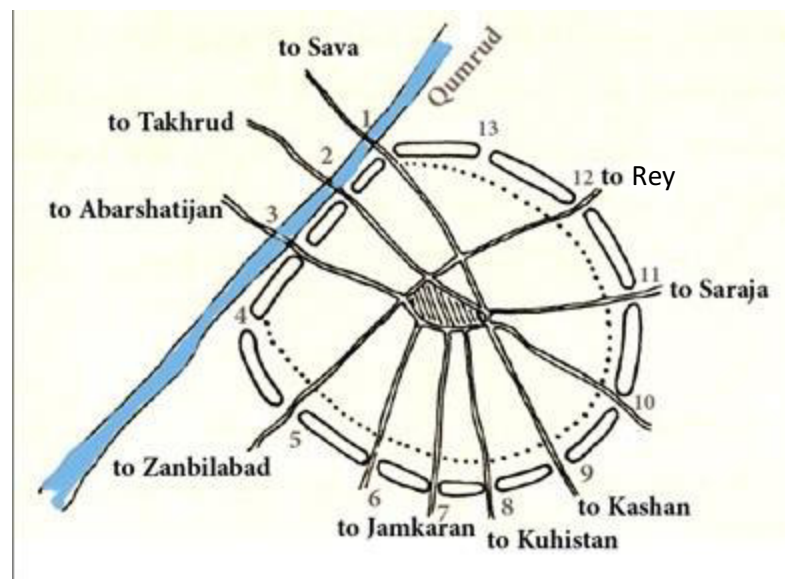 to Sava
Qumrud
to Takhrud
1
13
2
12 to Rey
to Abarshatijan
3
11
to Saraja
4
10
5
to Zanbilabad
9
6
7
8
to Kashan
to Jamkaran
to Kuhistan